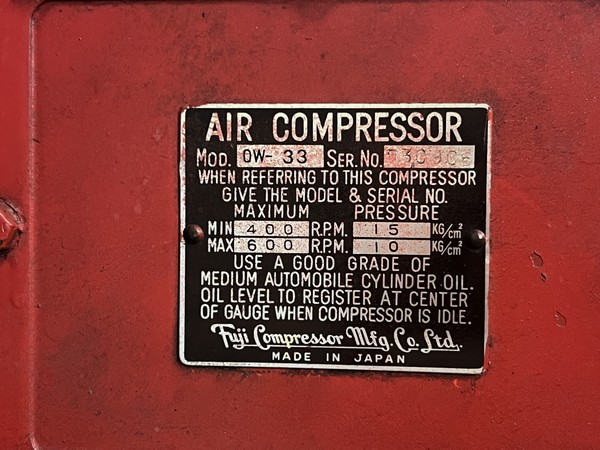 AIR COMPRESSOR
MOD. OW-33 SER. No.
WHEN REFERRING TO THIS COMPRESSOR
GIVE THE MODEL & SERIAL NO.
MAXIMUM PRESSURE
MIN 400 R.P.M. 15 KG/cm²
MAX 600 R.P.M. 10 KG/cm²
USE A GOOD GRADE OF
MEDIUM AUTOMOBILE CYLINDER OIL.
OIL LEVEL TO REGISTER AT CENTER
OF GAUGE WHEN COMPRESSOR IS IDLE.
Fuji Compressor Mfg. Co. Ltd.
MADE IN JAPAN